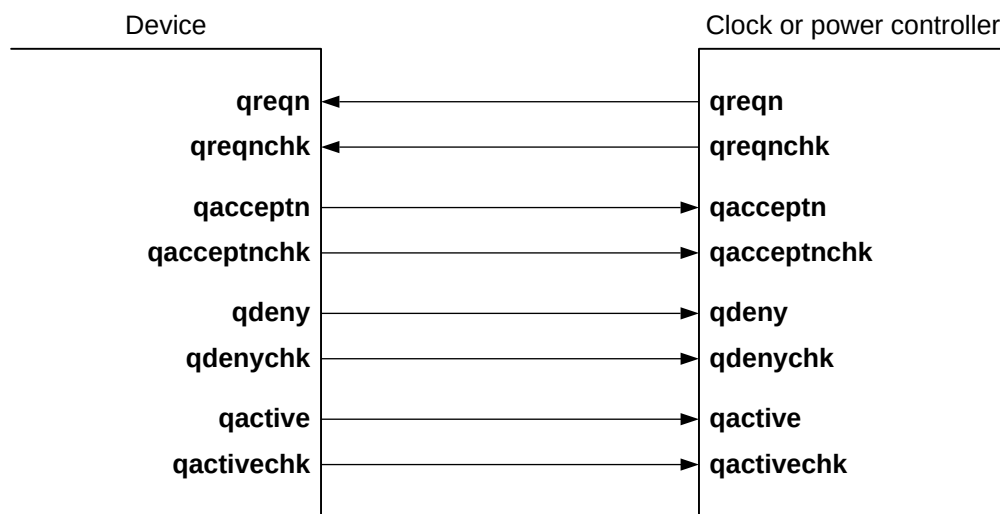 Device Clock or power controller
qreqn qreqn
qreqnchk qreqnchk
qacceptn qacceptn
qacceptnchk qacceptnchk
qdeny qdeny
qdenychk qdenychk
qactive qactive
qactivechk qactivechk